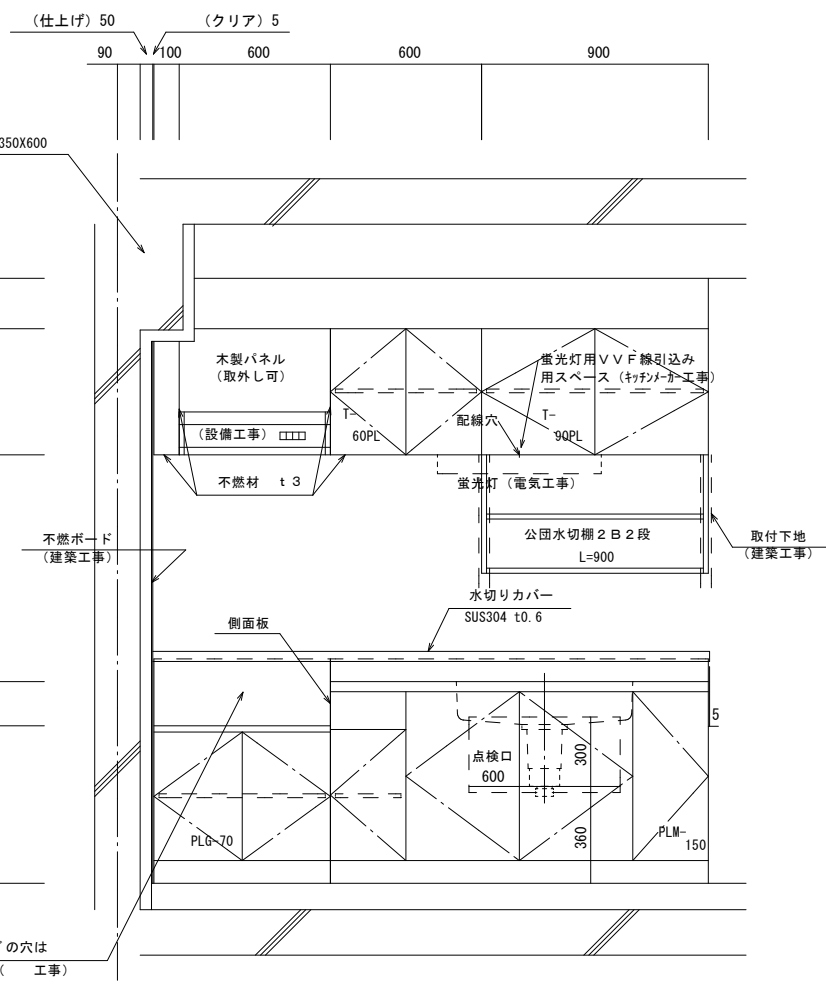 (仕上げ) 50
(クリア) 5
90
100
600
600
900
350X600
木製パネル
(取外し可)
蛍光灯用VVF線引込み
用スペース (ｷｯﾁﾝﾒｰｶｰ工事)
T-
60PL
配線穴
T-
90PL
(設備工事)
不燃材 t3
蛍光灯 (電気工事)
不燃ボード
(建築工事)
公団水切棚2B2段
L=900
取付下地
(建築工事)
水切りカバー
SUS304 t0.6
側面板
5
点検口
600
300
360
PLG-70
PLM-
150
の穴は
( 工事)